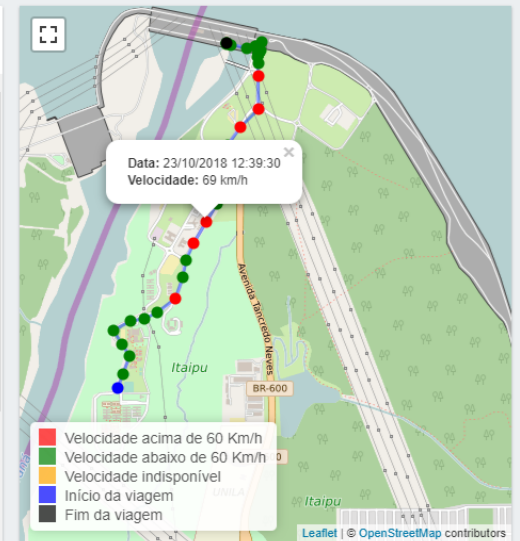 Data: 23/10/2018 12:39:30
Velocidade: 69 km/h
×
Avenida Tancredo Neves
Itaipu
BR-600
Velocidade acima de 60 Km/h
Velocidade abaixo de 60 Km/h
Velocidade indisponível
Início da viagem
Fim da viagem
UNILA
Itaipu
Leaflet | © OpenStreetMap contributors